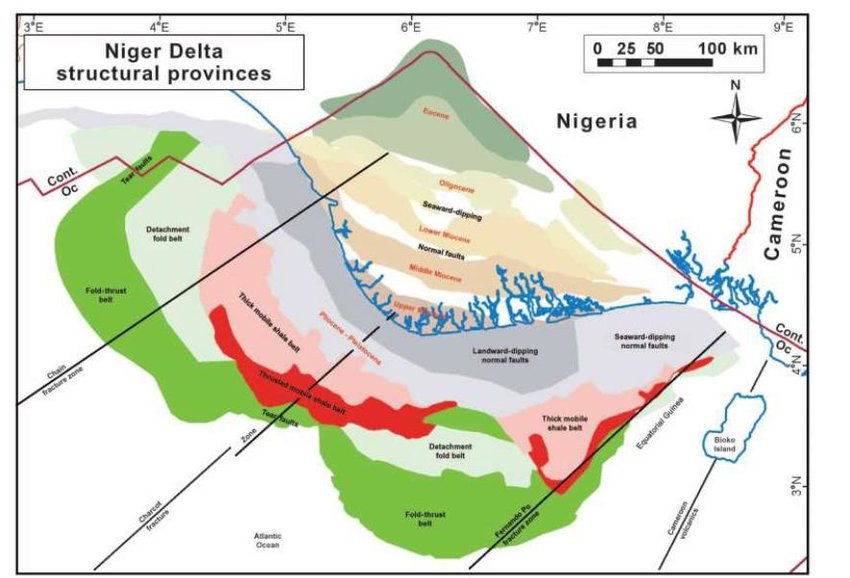 3°E 4°E 5°E 6°E 7°E 8°E 9°E
Niger Delta
structural provinces
0 25 50 100 km
N
Nigeria
Cameroon
6°N
5°N
4°N
3°N
Eocene
Oligocene
Seaward-dipping
Lower Miocene
Normal faults
Middle Miocene
Upper
Pliocene - Pleistocene
Cont.
Oc
Tear faults
Detachment
fold belt
Fold-thrust
belt
Thick mobile shale belt
Thrusted mobile shale belt
Tear faults
Landward-dipping
normal faults
Seaward-dipping
normal faults
Cont.
Oc
Thick mobile
shale belt
Detachment
fold belt
Fold-thrust
belt
Chain
fracture zone
Zone
Charcot
fracture
Atlantic
Ocean
Fernando Po
fracture zone
Equatorial Guinea
Bioko
Island
Cameroon
volcanics